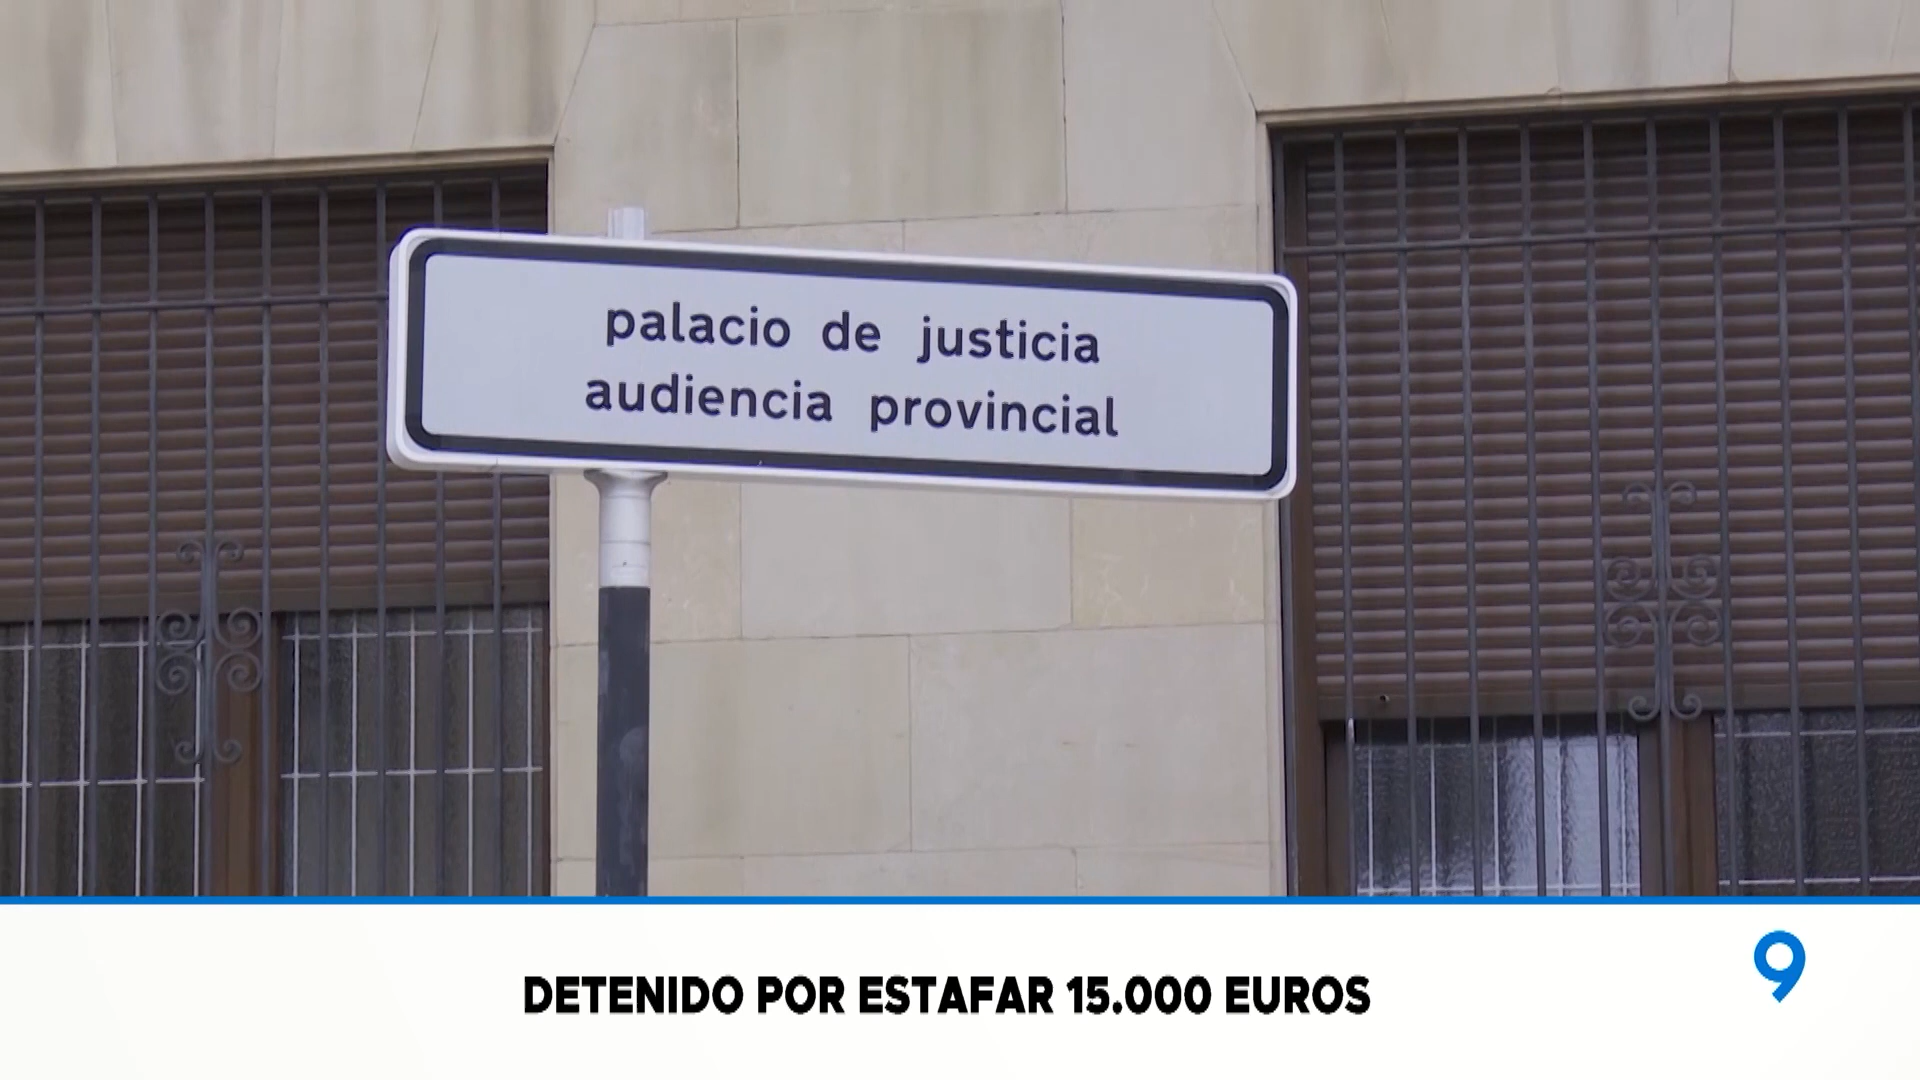 palacio de justicia
audiencia provincial
DETENIDO POR ESTAFAR 15.000 EUROS
9